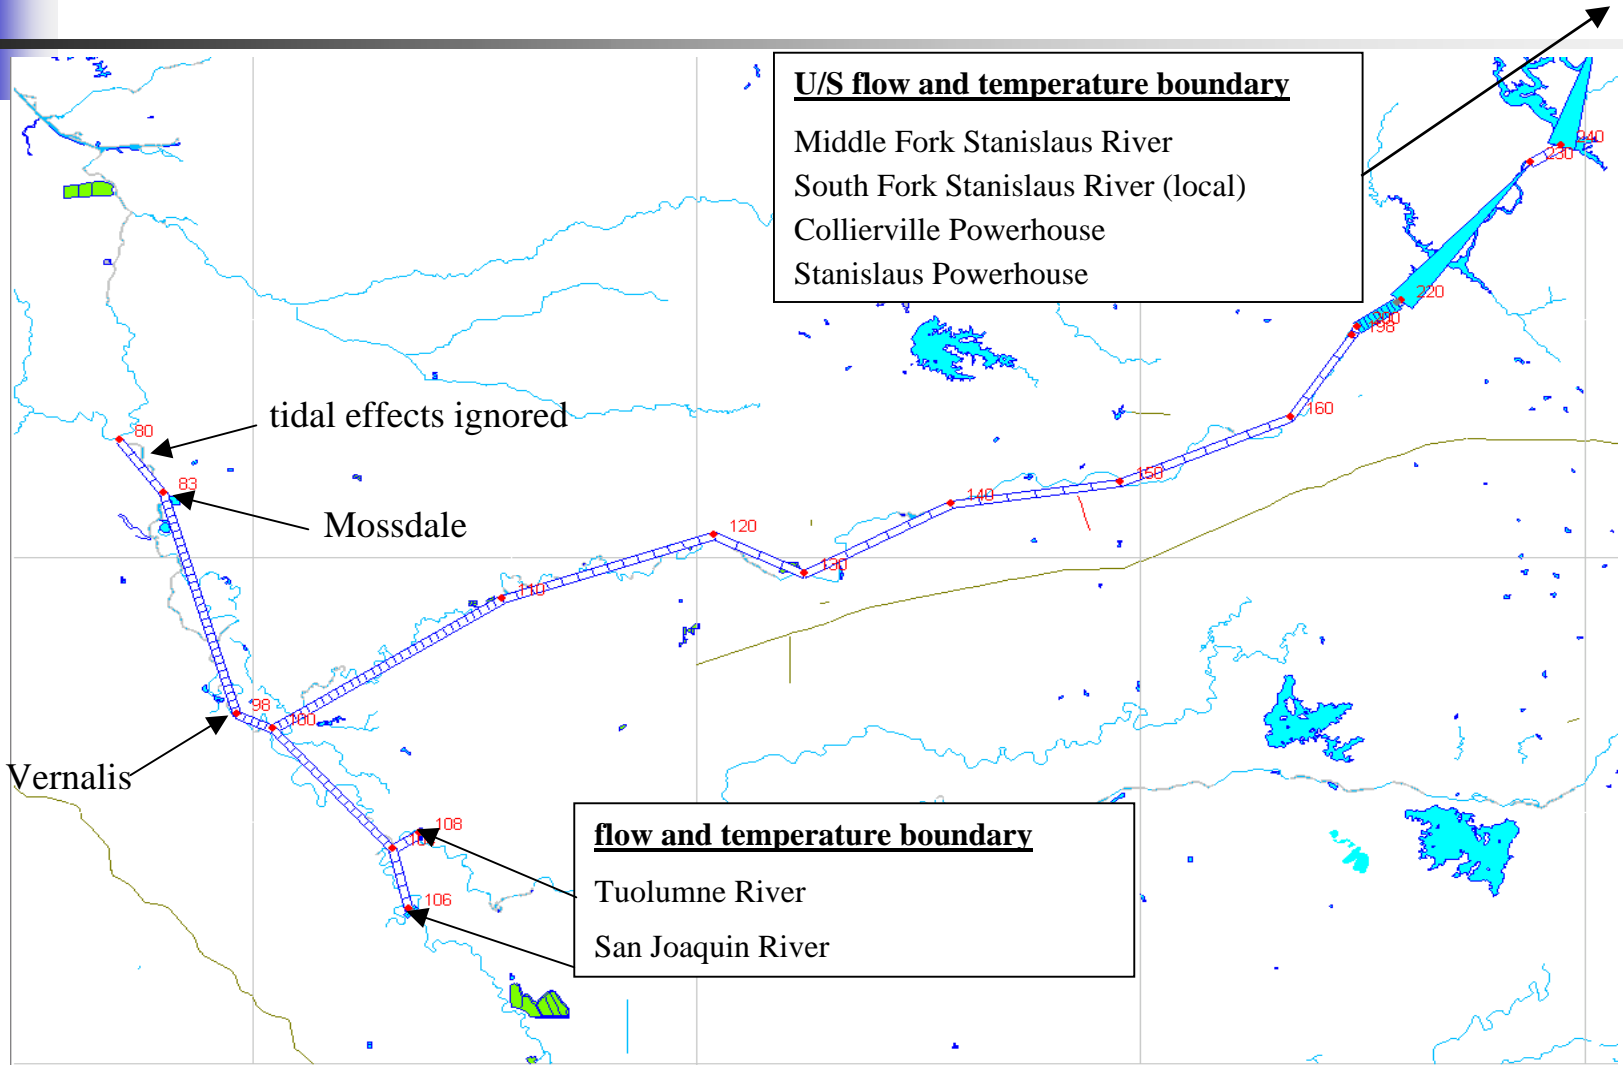 U/S flow and temperature boundary
Middle Fork Stanislaus River
South Fork Stanislaus River (local)
Collierville Powerhouse
Stanislaus Powerhouse
240
230
220
198
160
150
140
130
120
110
tidal effects ignored
80
83
Mossdale
98
100
Vernalis
108
106
flow and temperature boundary
Tuolumne River
San Joaquin River